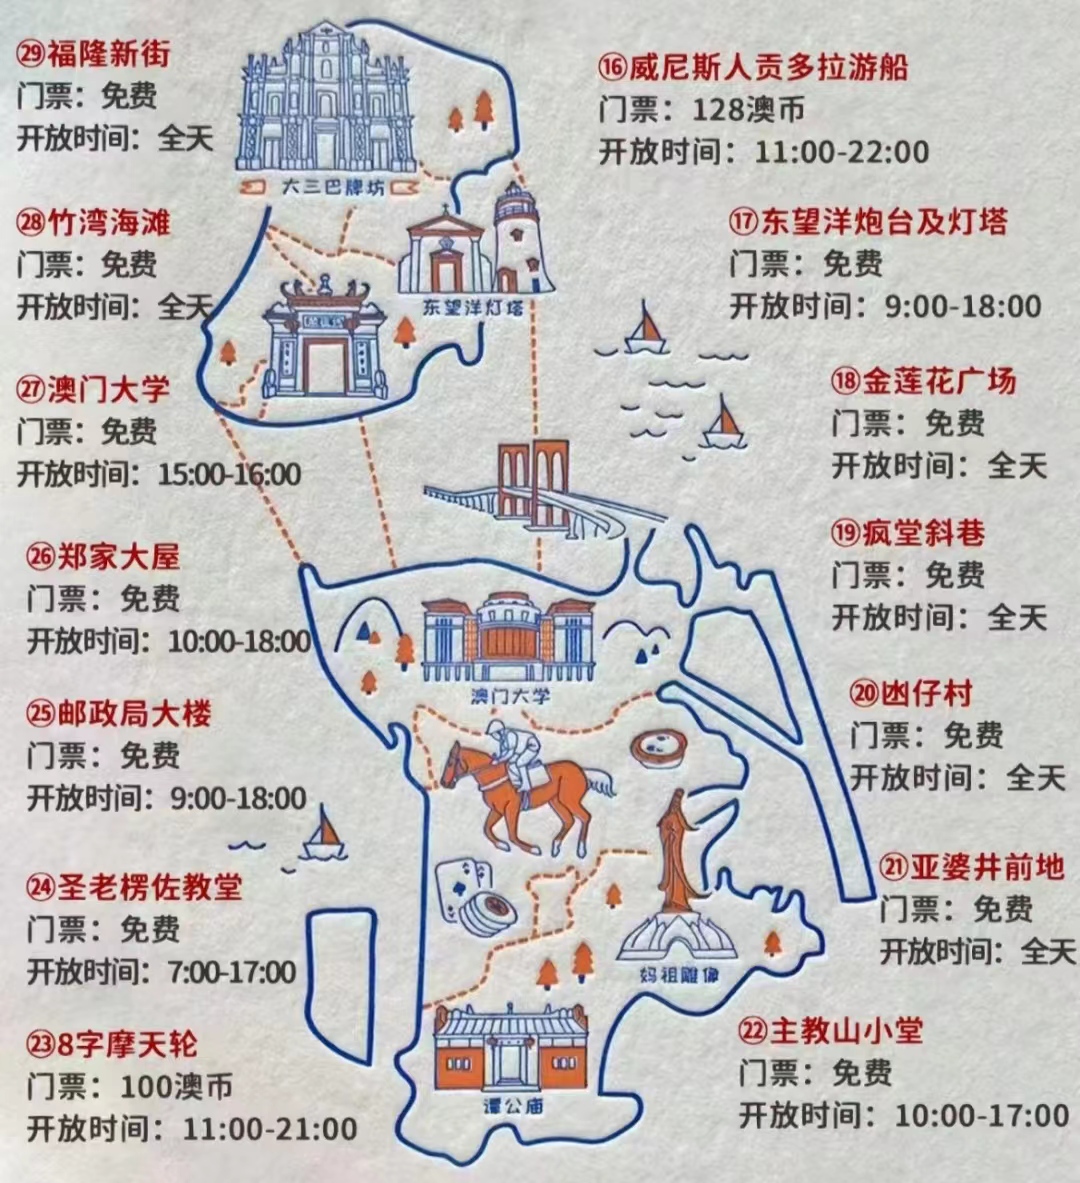 ㉙福隆新街
门票：免费
开放时间：全天
⑯威尼斯人贡多拉游船
门票：128澳币
开放时间：11:00-22:00
大三巴牌坊
㉘竹湾海滩
门票：免费
开放时间：全天
⑰东望洋炮台及灯塔
门票：免费
开放时间：9:00-18:00
东望洋灯塔
㉗澳门大学
门票：免费
开放时间：15:00-16:00
⑱金莲花广场
门票：免费
开放时间：全天
⑲疯堂斜巷
门票：免费
开放时间：全天
㉖郑家大屋
门票：免费
开放时间：10:00-18:00
澳门大学
⑳凼仔村
门票：免费
开放时间：全天
㉕邮政局大楼
门票：免费
开放时间：9:00-18:00
㉑亚婆井前地
门票：免费
开放时间：全天
㉔圣老楞佐教堂
门票：免费
开放时间：7:00-17:00
妈祖雕像
㉓8字摩天轮
门票：100澳币
开放时间：11:00-21:00
㉒主教山小堂
门票：免费
开放时间：10:00-17:00
谭公庙